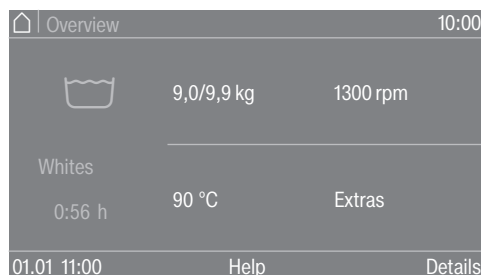 Overview
10:00
9,0/9,9 kg
1300 rpm
Whites
0:56 h
90 °C
Extras
01.01 11:00
Help
Details